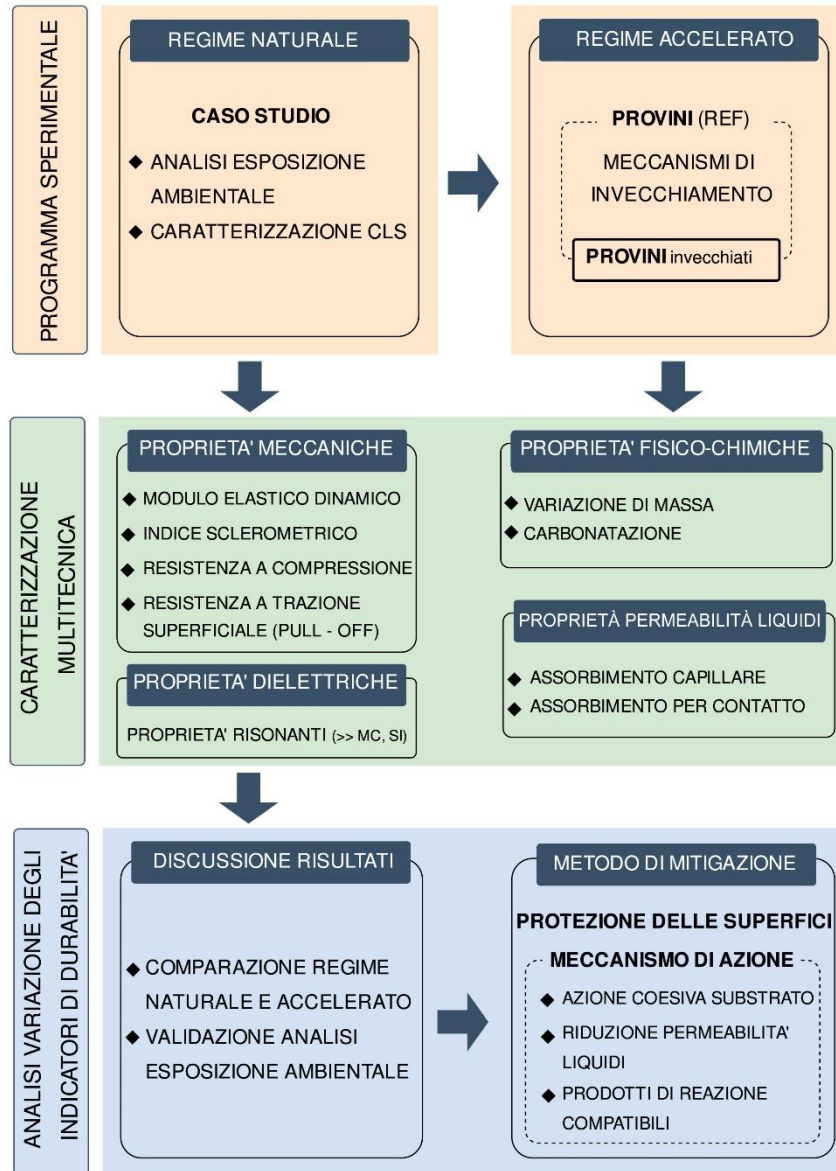 PROGRAMMA SPERIMENTALE
REGIME NATURALE
CASO STUDIO
◆ ANALISI ESPOSIZIONE
AMBIENTALE
◆ CARATTERIZZAZIONE CLS
REGIME ACCELERATO
PROVINI (REF)
MECCANISMI DI
INVECCHIAMENTO
PROVINI invecchiati
CARATTERIZZAZIONE
MULTITECNICA
PROPRIETA' MECCANICHE
◆ MODULO ELASTICO DINAMICO
◆ INDICE SCLEROMETRICO
◆ RESISTENZA A COMPRESSIONE
◆ RESISTENZA A TRAZIONE
SUPERFICIALE (PULL - OFF)
PROPRIETA' DIELETTRICHE
PROPRIETA' RISONANTI (>> MC, SI)
PROPRIETA' FISICO-CHIMICHE
◆ VARIAZIONE DI MASSA
◆ CARBONATAZIONE
PROPRIETÀ PERMEABILITÀ LIQUIDI
◆ ASSORBIMENTO CAPILLARE
◆ ASSORBIMENTO PER CONTATTO
ANALISI VARIAZIONE DEGLI
INDICATORI DI DURABILITA'
DISCUSSIONE RISULTATI
◆ COMPARAZIONE REGIME
NATURALE E ACCELERATO
◆ VALIDAZIONE ANALISI
ESPOSIZIONE AMBIENTALE
METODO DI MITIGAZIONE
PROTEZIONE DELLE SUPERFICI
MECCANISMO DI AZIONE
◆ AZIONE COESIVA SUBSTRATO
◆ RIDUZIONE PERMEABILITA'
LIQUIDI
◆ PRODOTTI DI REAZIONE
COMPATIBILI